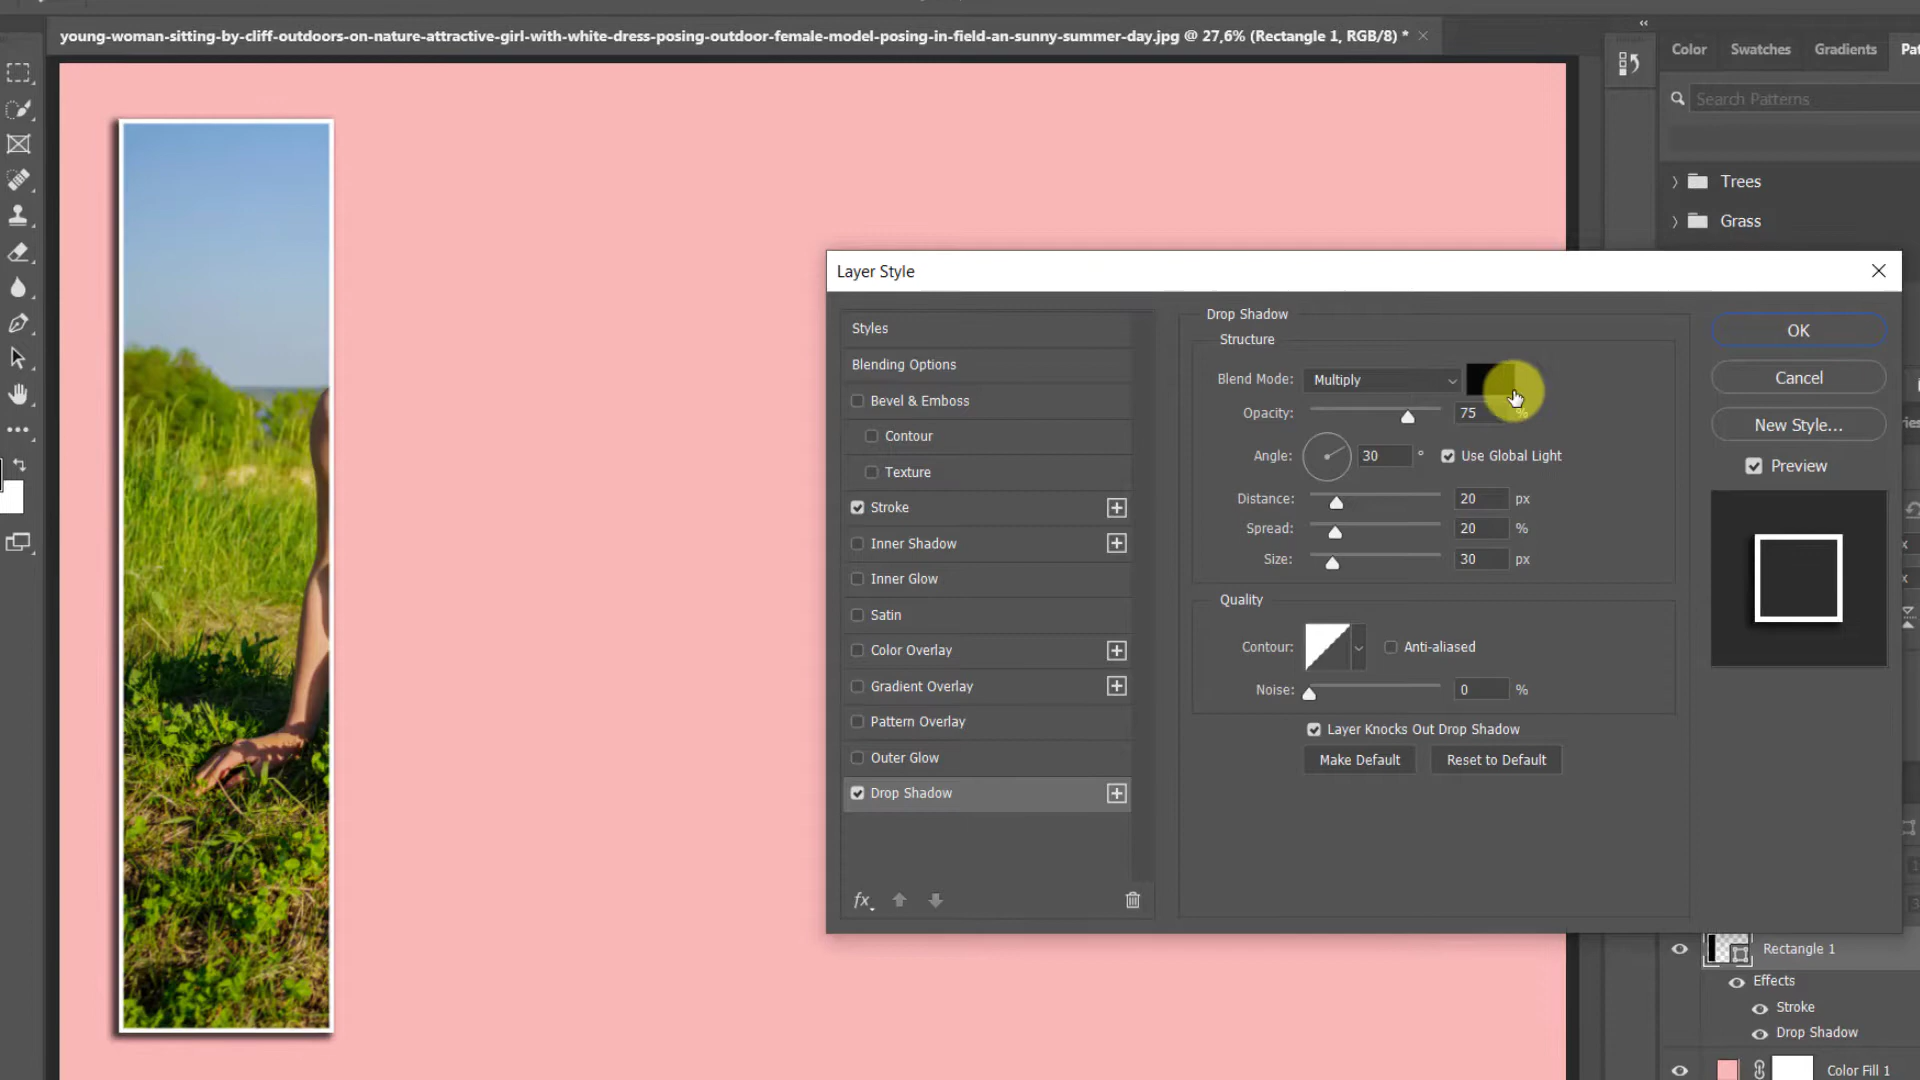 young-woman-sitting-by-cliff-outdoors-on-nature-attractive-girl-with-white-dress-posing-outdoor-female-model-posing-in-field-an-sunny-summer-day.jpg @ 27,6% (Rectangle 1, RGB/8) *
Color Swatches Gradients
Search Patterns
Trees
Grass
Layer Style
Styles
Blending Options
Bevel & Emboss
Contour
Texture
Stroke
Inner Shadow
Inner Glow
Satin
Color Overlay
Gradient Overlay
Pattern Overlay
Outer Glow
Drop Shadow
fx
Drop Shadow
Structure
Blend Mode: Multiply
Opacity: 75 %
Angle: 30 ° Use Global Light
Distance: 20 px
Spread: 20 %
Size: 30 px
Quality
Contour: Anti-aliased
Noise: 0 %
Layer Knocks Out Drop Shadow
Make Default Reset to Default
OK
Cancel
New Style...
Preview
Rectangle 1
Effects
Stroke
Drop Shadow
Color Fill 1